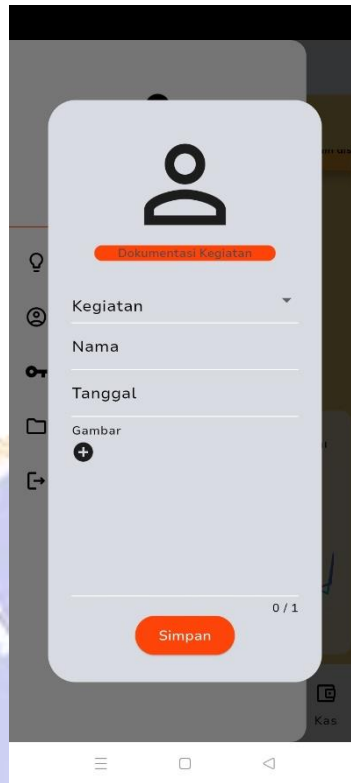 Dokumentasi Kegiatan
Kegiatan
Nama
Tanggal
Gambar
0 / 1
Simpan
Kas